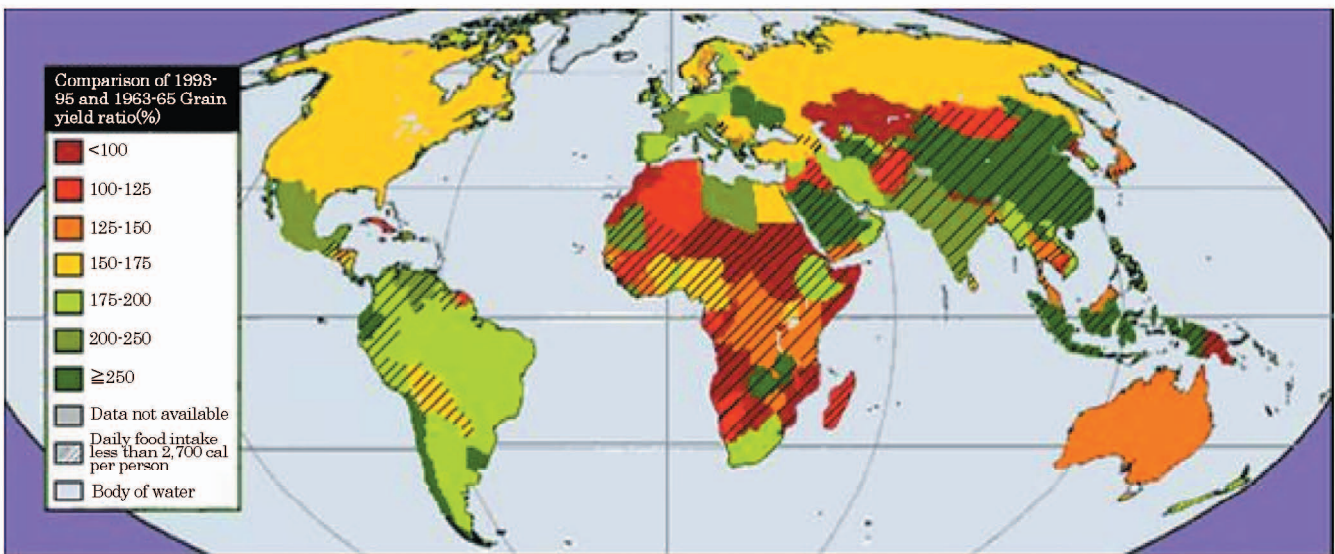 Comparison of 1993-
95 and 1963-65 Grain
yield ratio(%)
<100
100-125
125-150
150-175
175-200
200-250
≧250
Data not available
Daily food intake
less than 2,700 cal
per person
Body of water